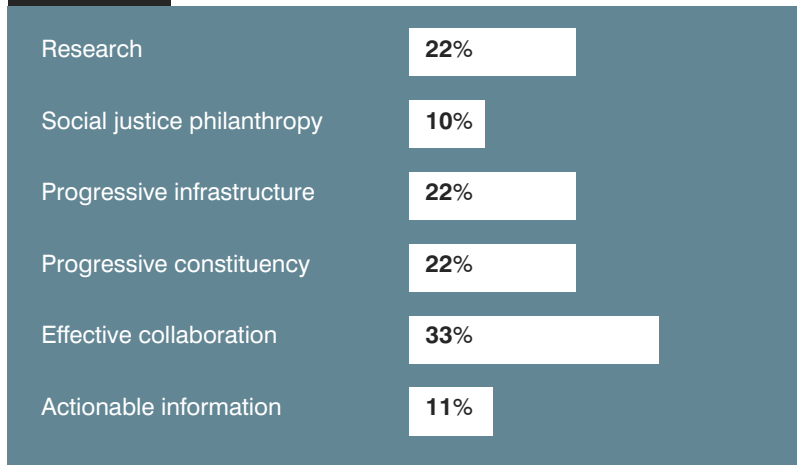 Research 22%
Social justice philanthropy 10%
Progressive infrastructure 22%
Progressive constituency 22%
Effective collaboration 33%
Actionable information 11%